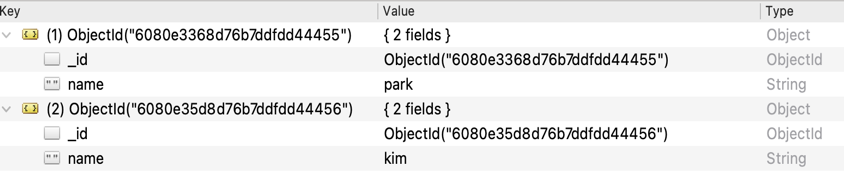 Key Value Type
(1) ObjectId("6080e3368d76b7ddfdd44455") { 2 fields } Object
_id ObjectId("6080e3368d76b7ddfdd44455") ObjectId
"" name park String
(2) ObjectId("6080e35d8d76b7ddfdd44456") { 2 fields } Object
_id ObjectId("6080e35d8d76b7ddfdd44456") ObjectId
"" name kim String